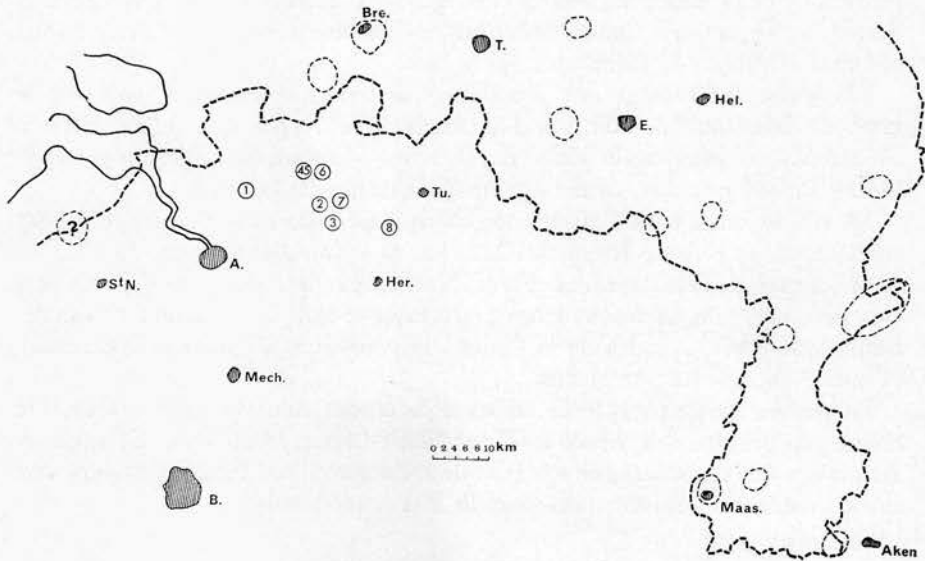 Bre.
T.
Hel.
E.
45 6
1
Tu.
2 7
3
8
?
A.
St N.
Her.
Mech.
0 2 4 6 8 10 km
B.
Maas.
Aken